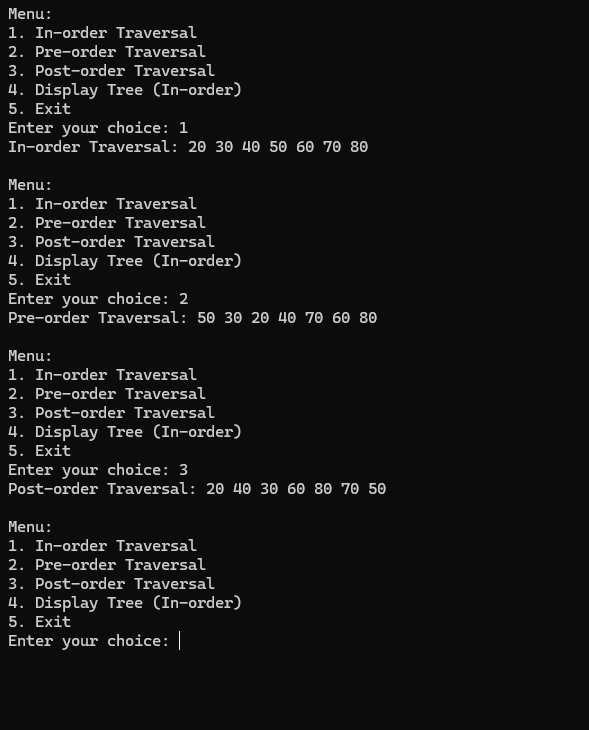 Menu:
1. In-order Traversal
2. Pre-order Traversal
3. Post-order Traversal
4. Display Tree (In-order)
5. Exit
Enter your choice: 1
In-order Traversal: 20 30 40 50 60 70 80

Menu:
1. In-order Traversal
2. Pre-order Traversal
3. Post-order Traversal
4. Display Tree (In-order)
5. Exit
Enter your choice: 2
Pre-order Traversal: 50 30 20 40 70 60 80

Menu:
1. In-order Traversal
2. Pre-order Traversal
3. Post-order Traversal
4. Display Tree (In-order)
5. Exit
Enter your choice: 3
Post-order Traversal: 20 40 30 60 80 70 50

Menu:
1. In-order Traversal
2. Pre-order Traversal
3. Post-order Traversal
4. Display Tree (In-order)
5. Exit
Enter your choice: